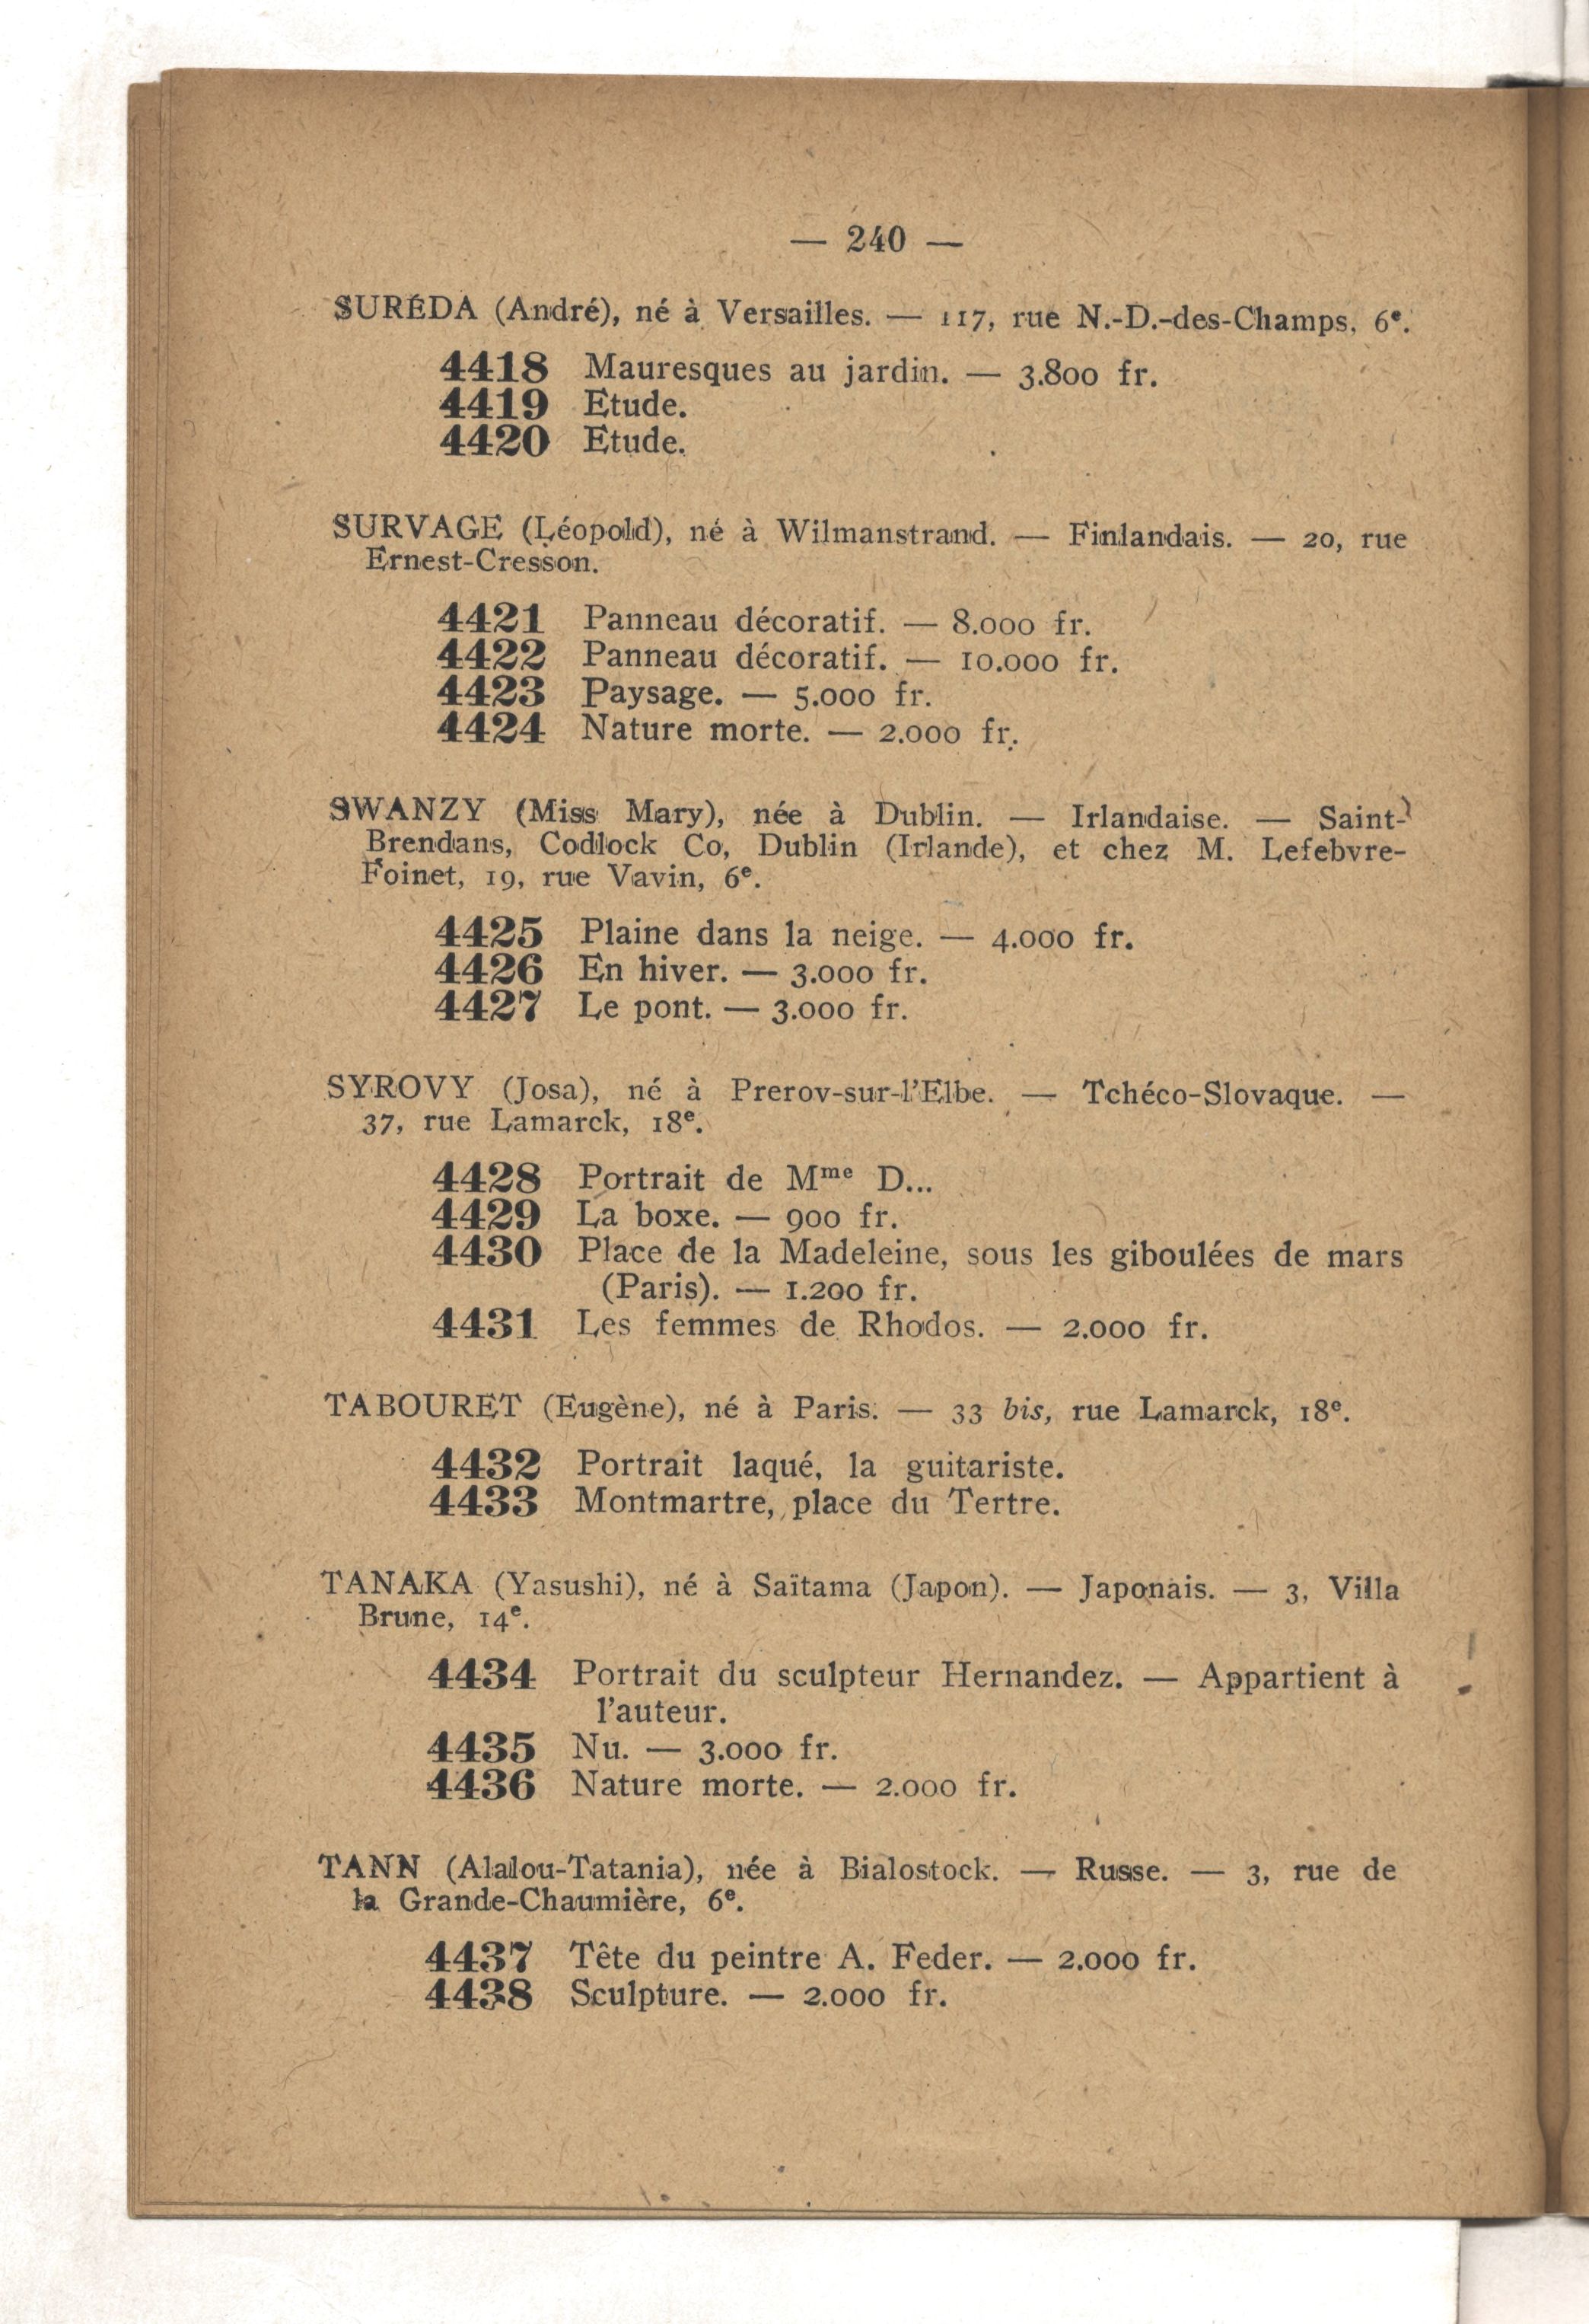 — 240 —
SURÉDA (André), né à Versailles. — 117, rue N.-D.-des-Champs, 6e.
4418 Mauresques au jardin. — 3.800 fr.
4419 Etude.
4420 Etude.
SURVAGE (Léopold), né à Wilmanstrand. — Finlandais. — 20, rue
Ernest-Cresson.
4421 Panneau décoratif. — 8.000 fr.
4422 Panneau décoratif. — 10.000 fr.
4423 Paysage. — 5.000 fr.
4424 Nature morte. — 2.000 fr.
SWANZY (Miss Mary), née à Dublin. — Irlandaise. — Saint-
Brendans, Codlock Co, Dublin (Irlande), et chez M. Lefebvre-
Foinet, 19, rue Vavin, 6e.
4425 Plaine dans la neige. — 4.000 fr.
4426 En hiver. — 3.000 fr.
4427 Le pont. — 3.000 fr.
SYROVY (Josa), né à Prerov-sur-l'Elbe. — Tchéco-Slovaque. —
37, rue Lamarck, 18e.
4428 Portrait de Mme D...
4429 La boxe. — 900 fr.
4430 Place de la Madeleine, sous les giboulées de mars
(Paris). — 1.200 fr.
4431 Les femmes de Rhodos. — 2.000 fr.
TABOURET (Eugène), né à Paris. — 33 bis, rue Lamarck, 18e.
4432 Portrait laqué, la guitariste.
4433 Montmartre, place du Tertre.
TANAKA (Yasushi), né à Saïtama (Japon). — Japonais. — 3, Villa
Brune, 14e.
4434 Portrait du sculpteur Hernandez. — Appartient à
l'auteur.
4435 Nu. — 3.000 fr.
4436 Nature morte. — 2.000 fr.
TANN (Alalou-Tatania), née à Bialostock. — Russe. — 3, rue de
la Grande-Chaumière, 6e.
4437 Tête du peintre A. Feder. — 2.000 fr.
4438 Sculpture. — 2.000 fr.